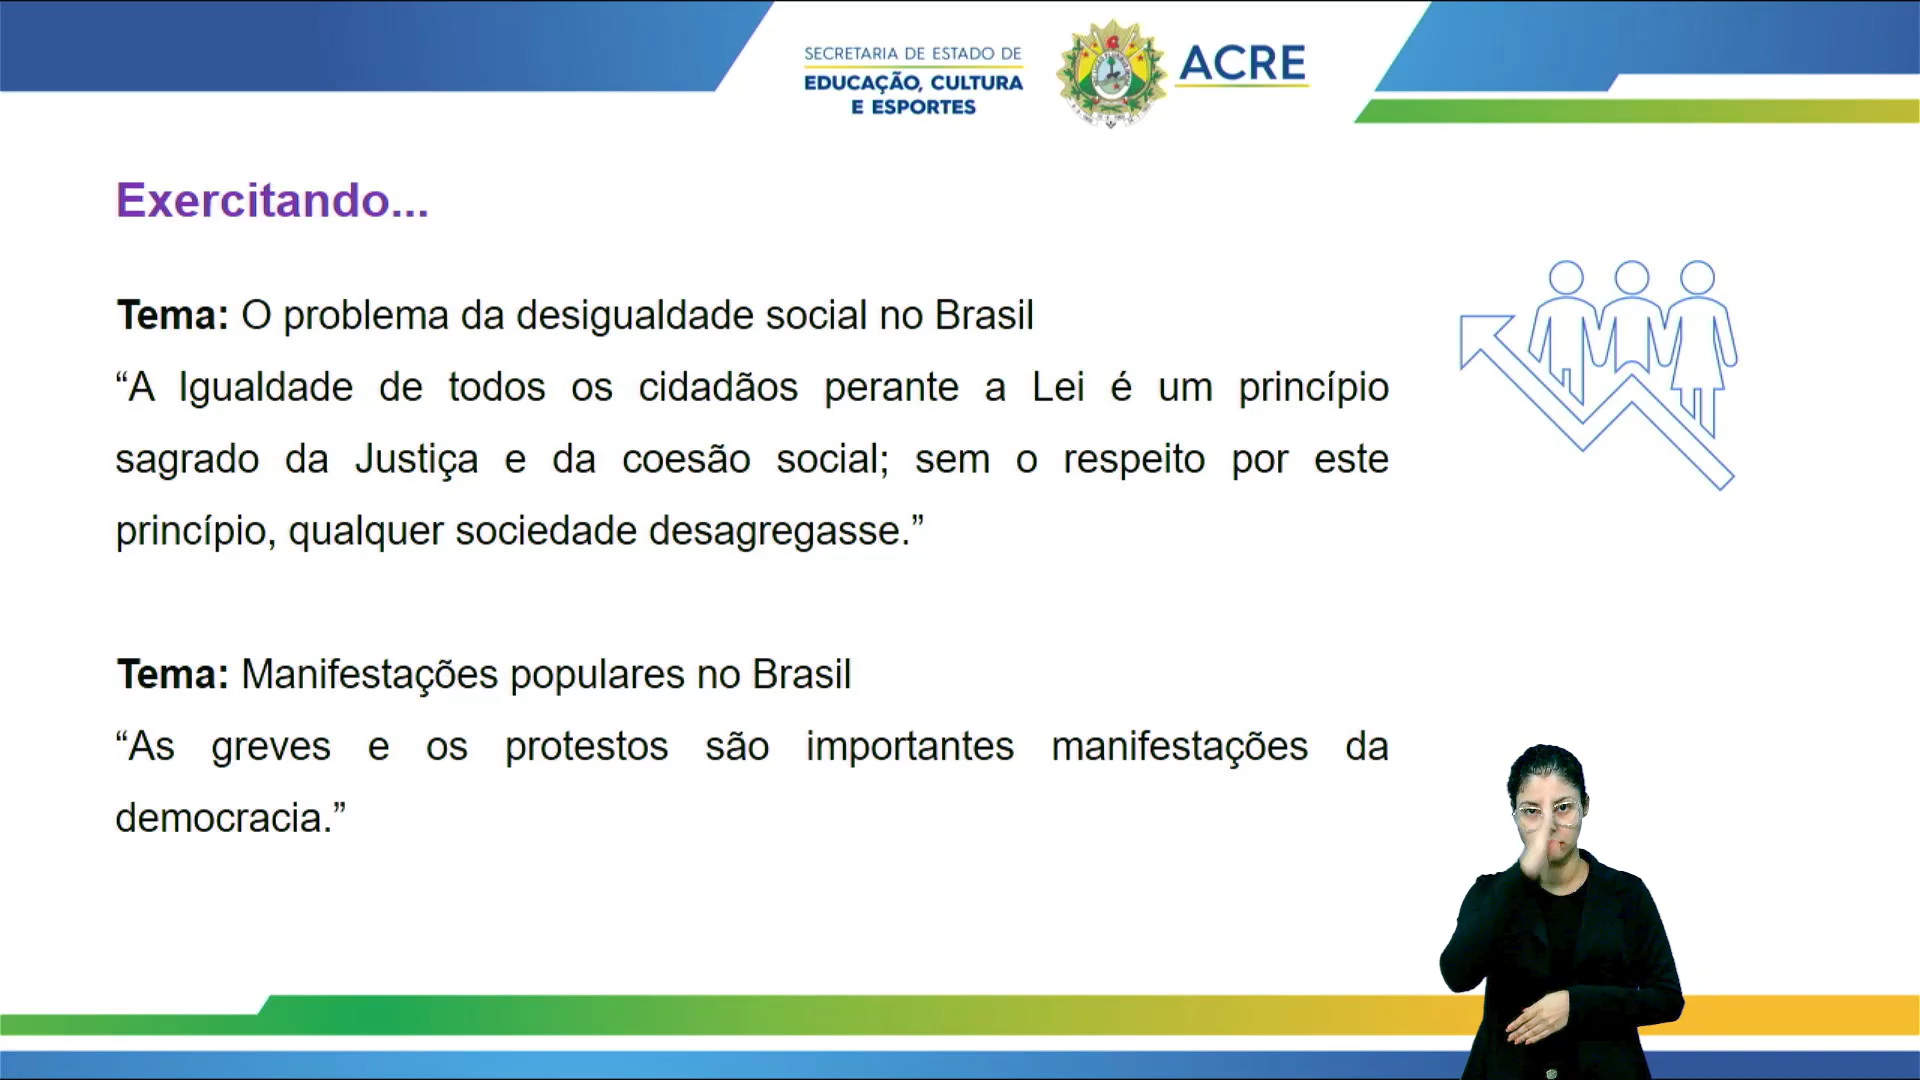 SECRETARIA DE ESTADO DE
EDUCAÇÃO, CULTURA
E ESPORTES
ACRE
Exercitando...
Tema: O problema da desigualdade social no Brasil
“A Igualdade de todos os cidadãos perante a Lei é um princípio
sagrado da Justiça e da coesão social; sem o respeito por este
princípio, qualquer sociedade desagregasse.”
Tema: Manifestações populares no Brasil
“As greves e os protestos são importantes manifestações da
democracia.”